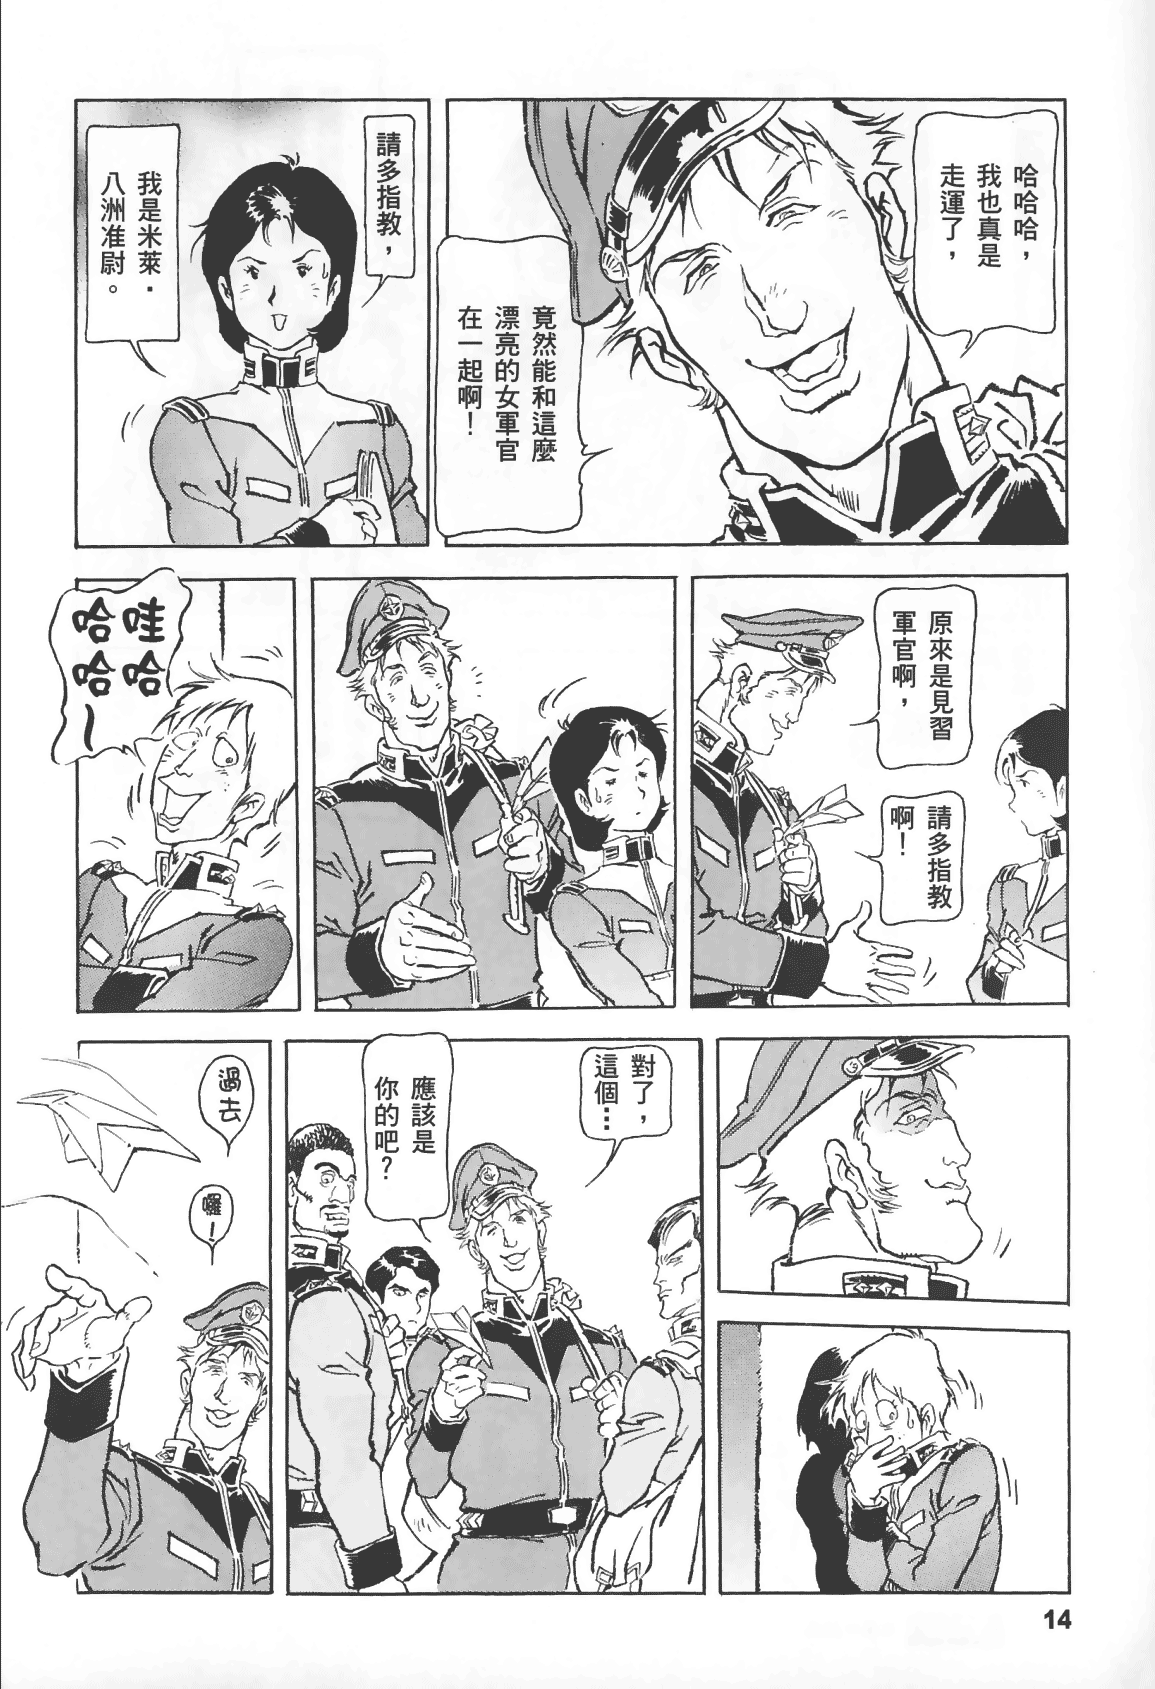 哈哈哈，
我也真是
走運了，
竟然能和這麼
漂亮的女軍官
在一起啊！
請多指教，
我是米萊．
八洲准尉。
原來是見習
軍官啊，
請多指教
啊！
哇哈
哈哈～
對了，
這個…
應該是
你的吧？
過去
囉！
14